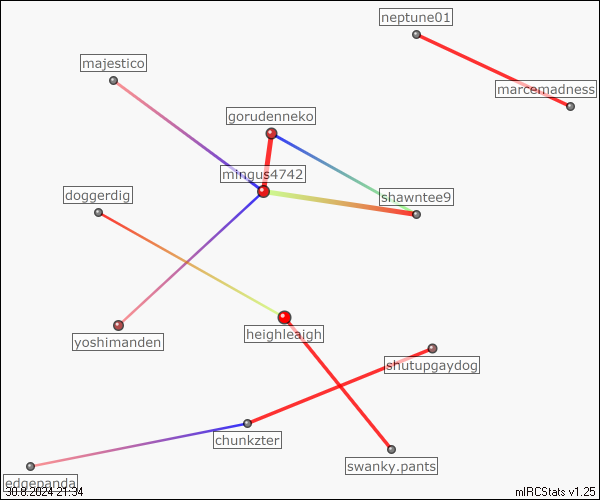 neptune01
majestico
marcemadness
gorudenneko
mingus4742
doggerdig
shawntee9
heighleaigh
yoshimanden
shutupgaydog
chunkzter
swanky.pants
edgepanda
30.8.2024 21:34
mIRCStats v1.25